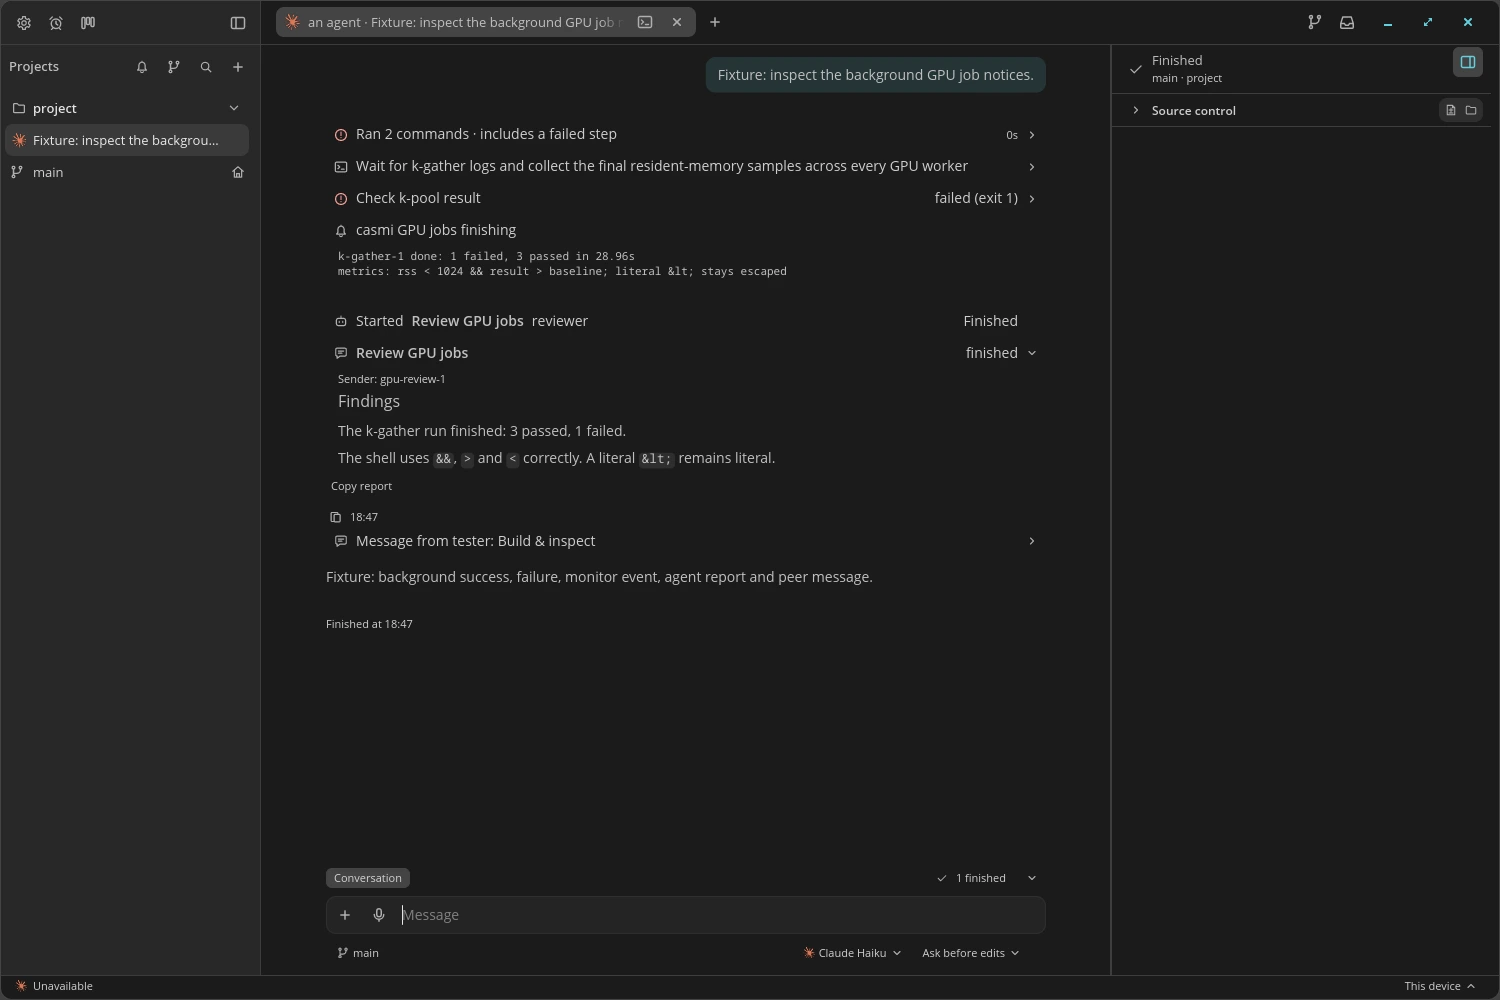 an agent · Fixture: inspect the background GPU job
Projects
project
Fixture: inspect the backgrou...
main
Fixture: inspect the background GPU job notices.
Ran 2 commands · includes a failed step 0s
Wait for k-gather logs and collect the final resident-memory samples across every GPU worker
Check k-pool result failed (exit 1)
casmi GPU jobs finishing
k-gather-1 done: 1 failed, 3 passed in 28.96s
metrics: rss < 1024 && result > baseline; literal &lt; stays escaped
Started Review GPU jobs reviewer Finished
Review GPU jobs finished
Sender: gpu-review-1
Findings
The k-gather run finished: 3 passed, 1 failed.
The shell uses &&, > and < correctly. A literal &lt; remains literal.
Copy report
18:47
Message from tester: Build & inspect
Fixture: background success, failure, monitor event, agent report and peer message.
Finished at 18:47
Conversation 1 finished
Message
main Claude Haiku Ask before edits
Finished
main · project
Source control
Unavailable This device